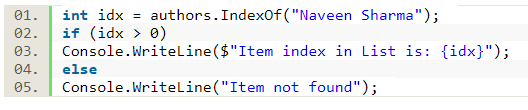 01. int idx = authors.IndexOf("Naveen Sharma");
02. if (idx > 0)
03. Console.WriteLine($"Item index in List is: {idx}");
04. else
05. Console.WriteLine("Item not found");